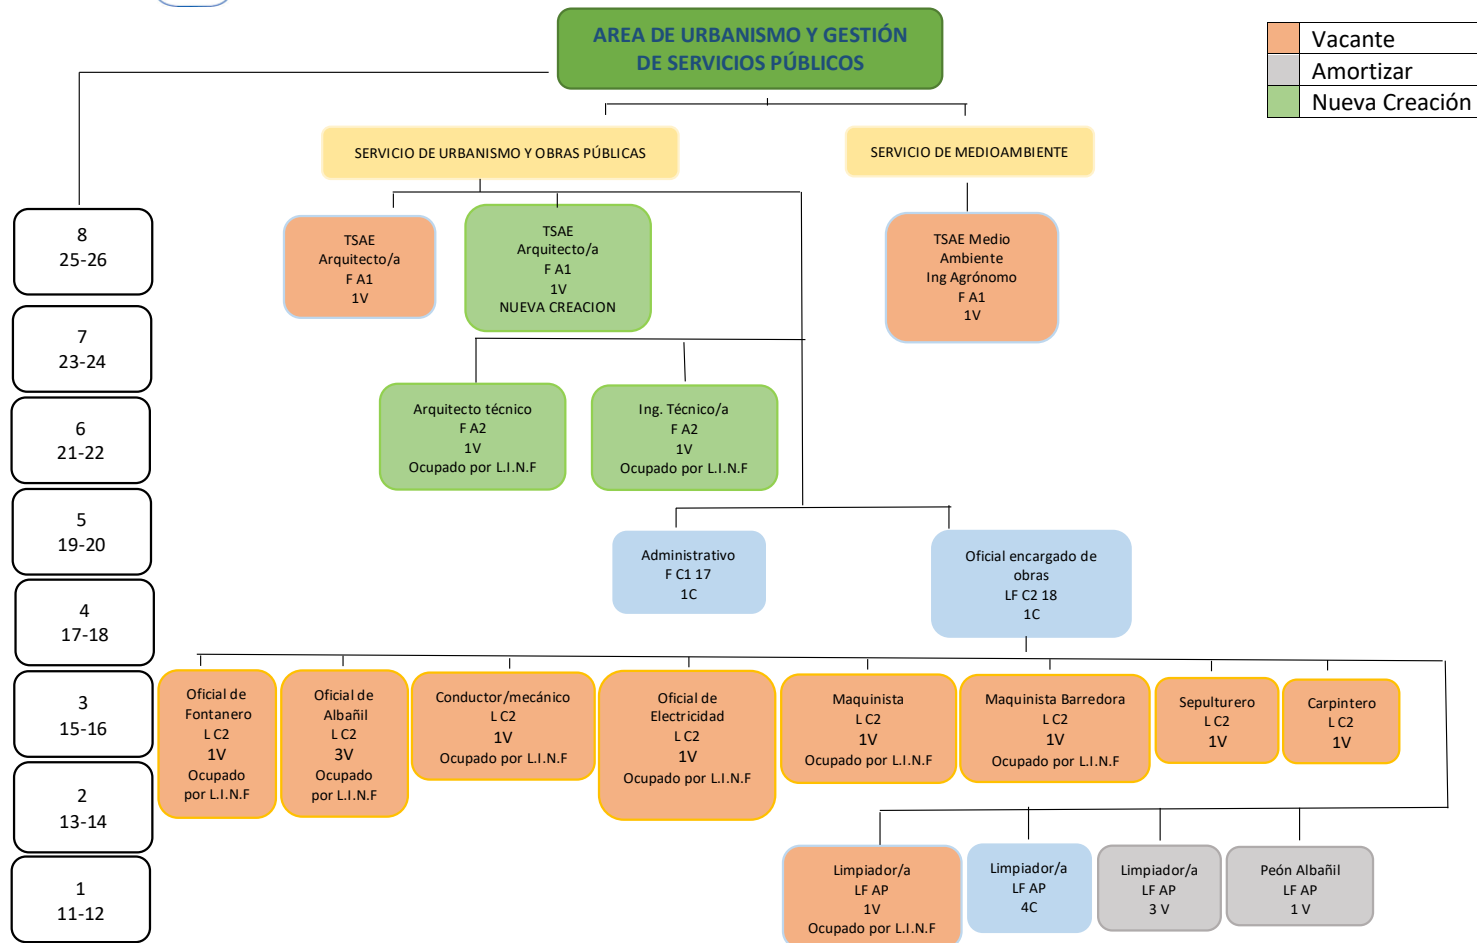 AREA DE URBANISMO Y GESTIÓN
DE SERVICIOS PÚBLICOS
Vacante
Amortizar
Nueva Creación
SERVICIO DE URBANISMO Y OBRAS PÚBLICAS
SERVICIO DE MEDIOAMBIENTE
8
25-26
TSAE
Arquitecto/a
F A1
1V
TSAE
Arquitecto/a
F A1
1V
NUEVA CREACION
TSAE Medio
Ambiente
Ing Agrónomo
F A1
1V
7
23-24
6
21-22
Arquitecto técnico
F A2
1V
Ocupado por L.I.N.F
Ing. Técnico/a
F A2
1V
Ocupado por L.I.N.F
5
19-20
Administrativo
F C1 17
1C
Oficial encargado de
obras
LF C2 18
1C
4
17-18
3
15-16
Oficial de
Fontanero
L C2
1V
Ocupado
por L.I.N.F
Oficial de
Albañil
L C2
3V
Ocupado
por L.I.N.F
Conductor/mecánico
L C2
1V
Ocupado por L.I.N.F
Oficial de
Electricidad
L C2
1V
Ocupado por L.I.N.F
Maquinista
L C2
1V
Ocupado por L.I.N.F
Maquinista Barredora
L C2
1V
Ocupado por L.I.N.F
Sepulturero
L C2
1V
Carpintero
L C2
1V
2
13-14
1
11-12
Limpiador/a
LF AP
1V
Ocupado por L.I.N.F
Limpiador/a
LF AP
4C
Limpiador/a
LF AP
3 V
Peón Albañil
LF AP
1 V